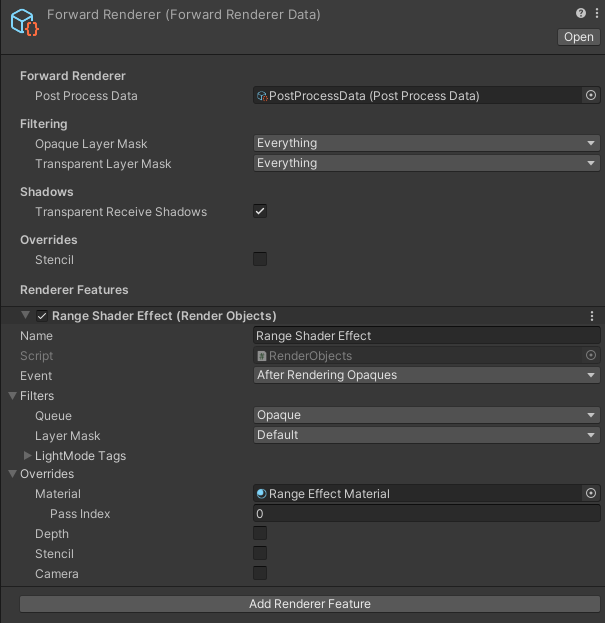 Forward Renderer (Forward Renderer Data)
Open
Forward Renderer
Post Process Data PostProcessData (Post Process Data)
Filtering
Opaque Layer Mask Everything
Transparent Layer Mask Everything
Shadows
Transparent Receive Shadows
Overrides
Stencil
Renderer Features
Range Shader Effect (Render Objects)
Name Range Shader Effect
Script RenderObjects
Event After Rendering Opaques
Filters
Queue Opaque
Layer Mask Default
LightMode Tags
Overrides
Material Range Effect Material
Pass Index 0
Depth
Stencil
Camera
Add Renderer Feature